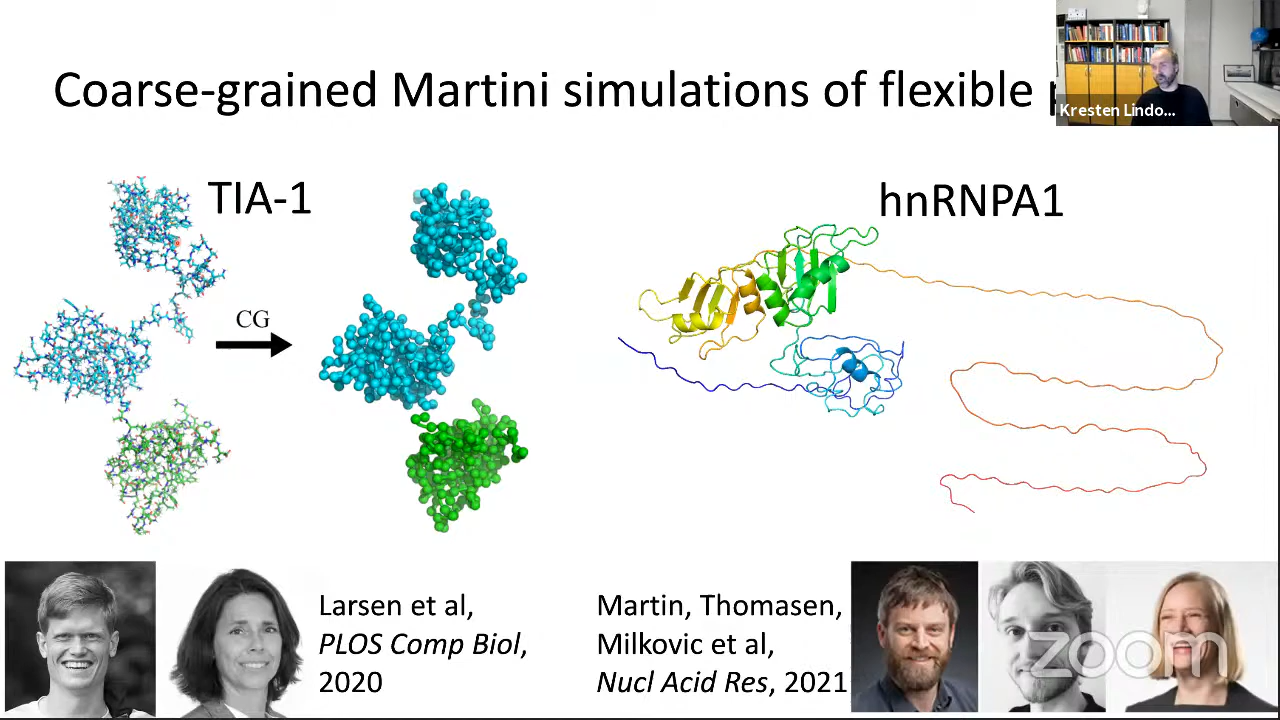 Coarse-grained Martini simulations of flexible
Kresten Lindo...
TIA-1
hnRNPA1
CG
Larsen et al,
PLOS Comp Biol,
2020
Martin, Thomasen,
Milkovic et al,
Nucl Acid Res, 2021
zoom